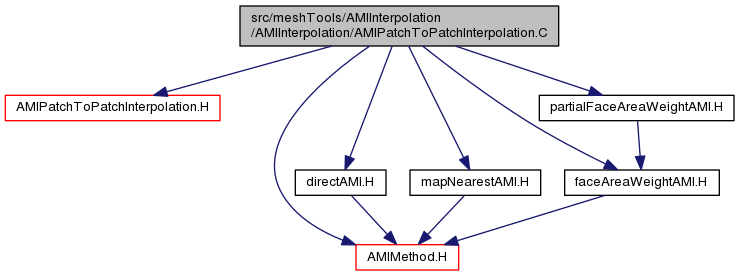 src/meshTools/AMIInterpolation
/AMIInterpolation/AMIPatchToPatchInterpolation.C
AMIPatchToPatchInterpolation.H
partialFaceAreaWeightAMI.H
directAMI.H
mapNearestAMI.H
faceAreaWeightAMI.H
AMIMethod.H